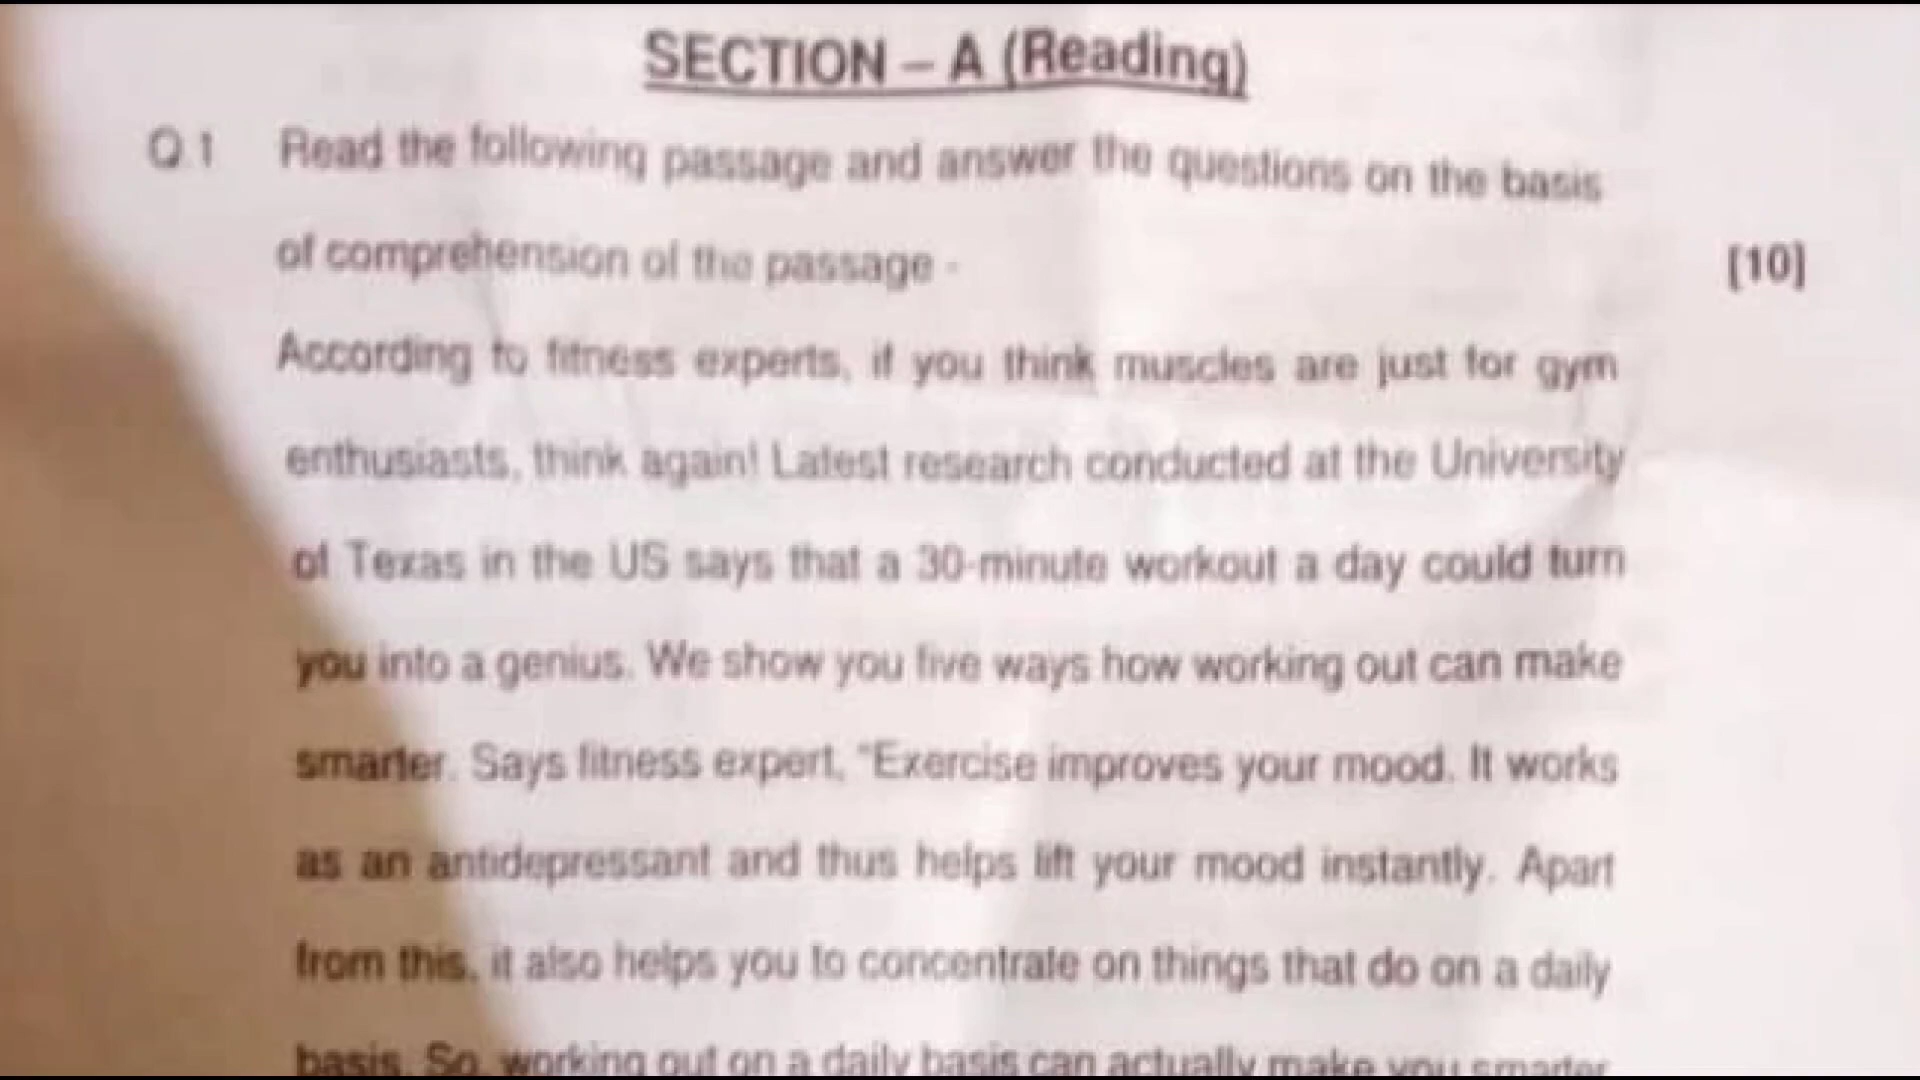 SECTION – A (Reading)
Q.1 Read the following passage and answer the questions on the basis
of comprehension of the passage -
[10]
According to fitness experts, if you think muscles are just for gym
enthusiasts, think again! Latest research conducted at the University
of Texas in the US says that a 30-minute workout a day could turn
you into a genius. We show you five ways how working out can make
smarter. Says fitness expert, "Exercise improves your mood. It works
as an antidepressant and thus helps lift your mood instantly. Apart
from this, it also helps you to concentrate on things that do on a daily
basis. So, working out on a daily basis can actually make you smarter